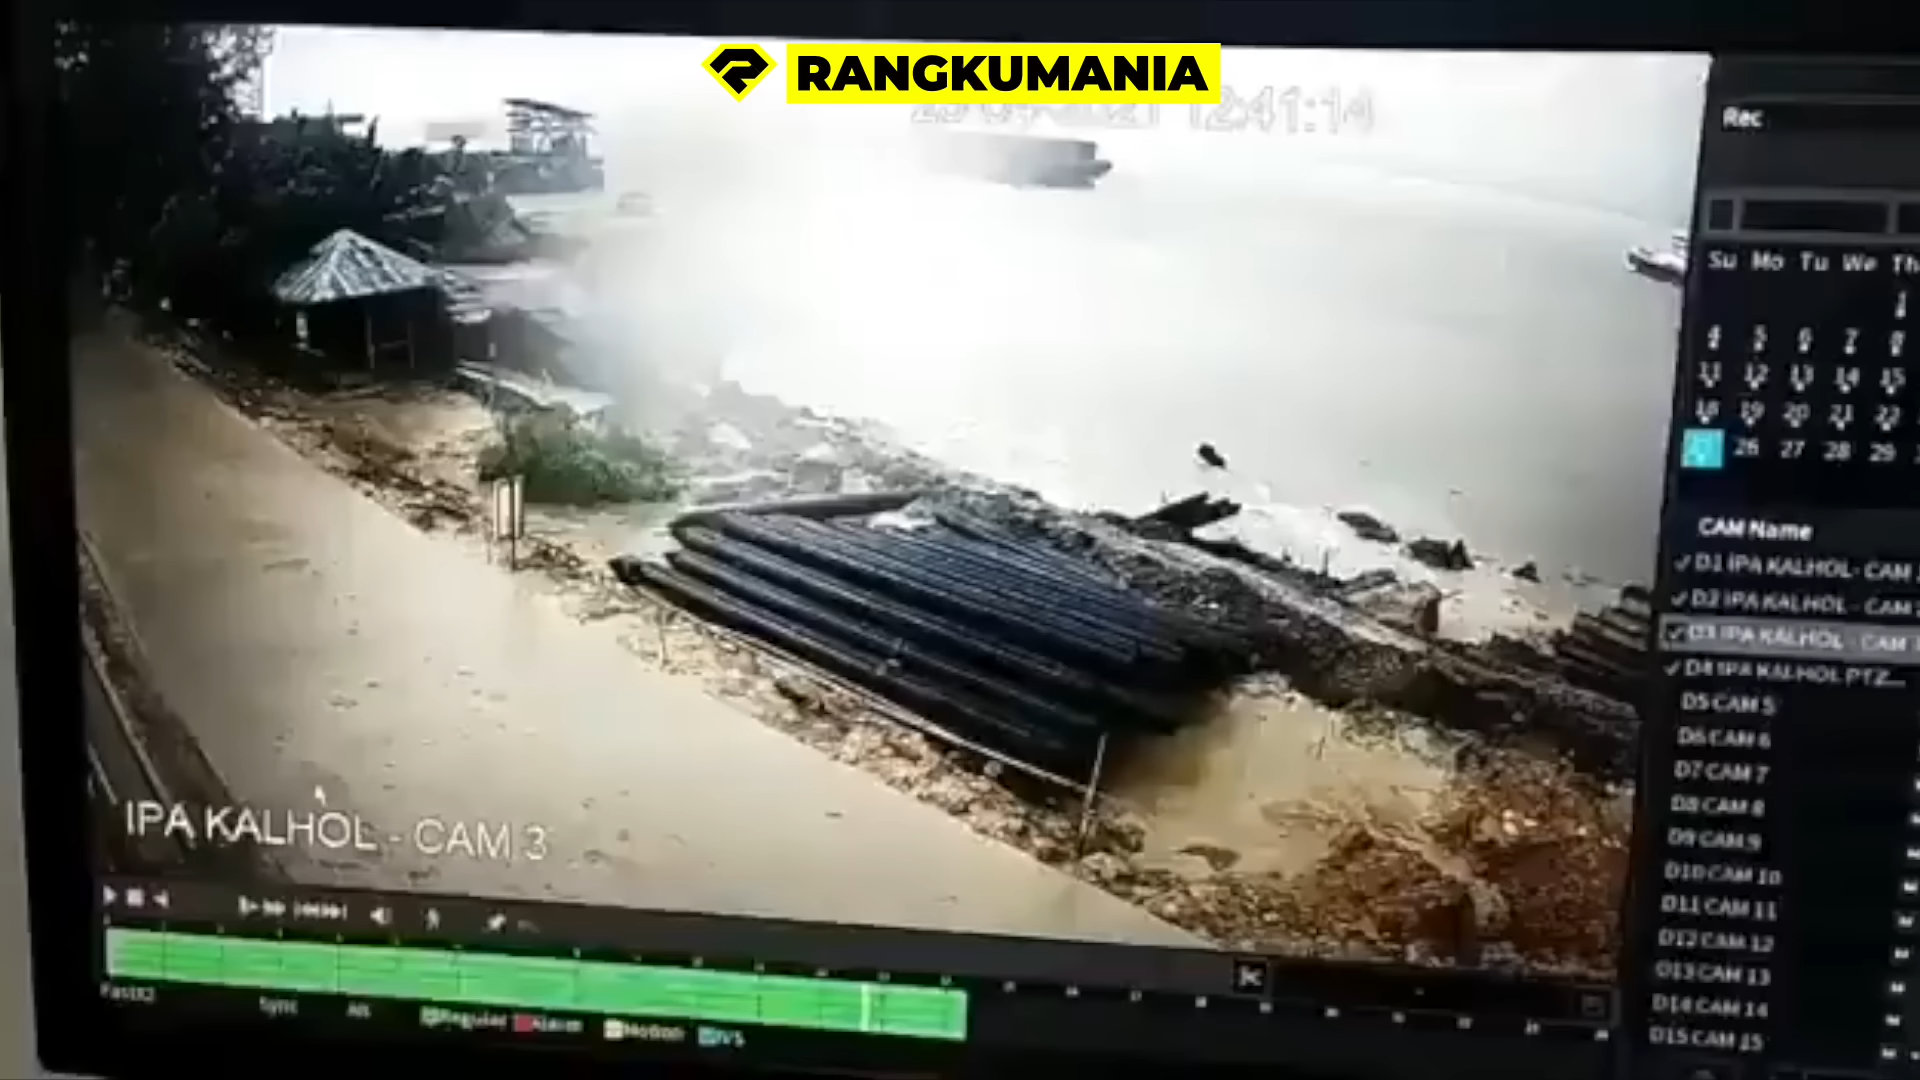 RANGKUMANIA
12:41:14
Rec
Su Mo Tu We Th
1
4 5 6 7 8
11 12 13 14 15
18 19 20 21 22
26 27 28 29
CAM Name
D1 IPA KALHOL - CAM
D2 IPA KALHOL - CAM
D3 IPA KALHOL - CAM
D4 IPA KALHOL PTZ...
D5 CAM 5
D6 CAM 6
D7 CAM 7
D8 CAM 8
D9 CAM 9
D10 CAM 10
D11 CAM 11
D12 CAM 12
D13 CAM 13
D14 CAM 14
D15 CAM 15
IPA KALHOL - CAM 3
Sync All Regular Alarm Motion IVS